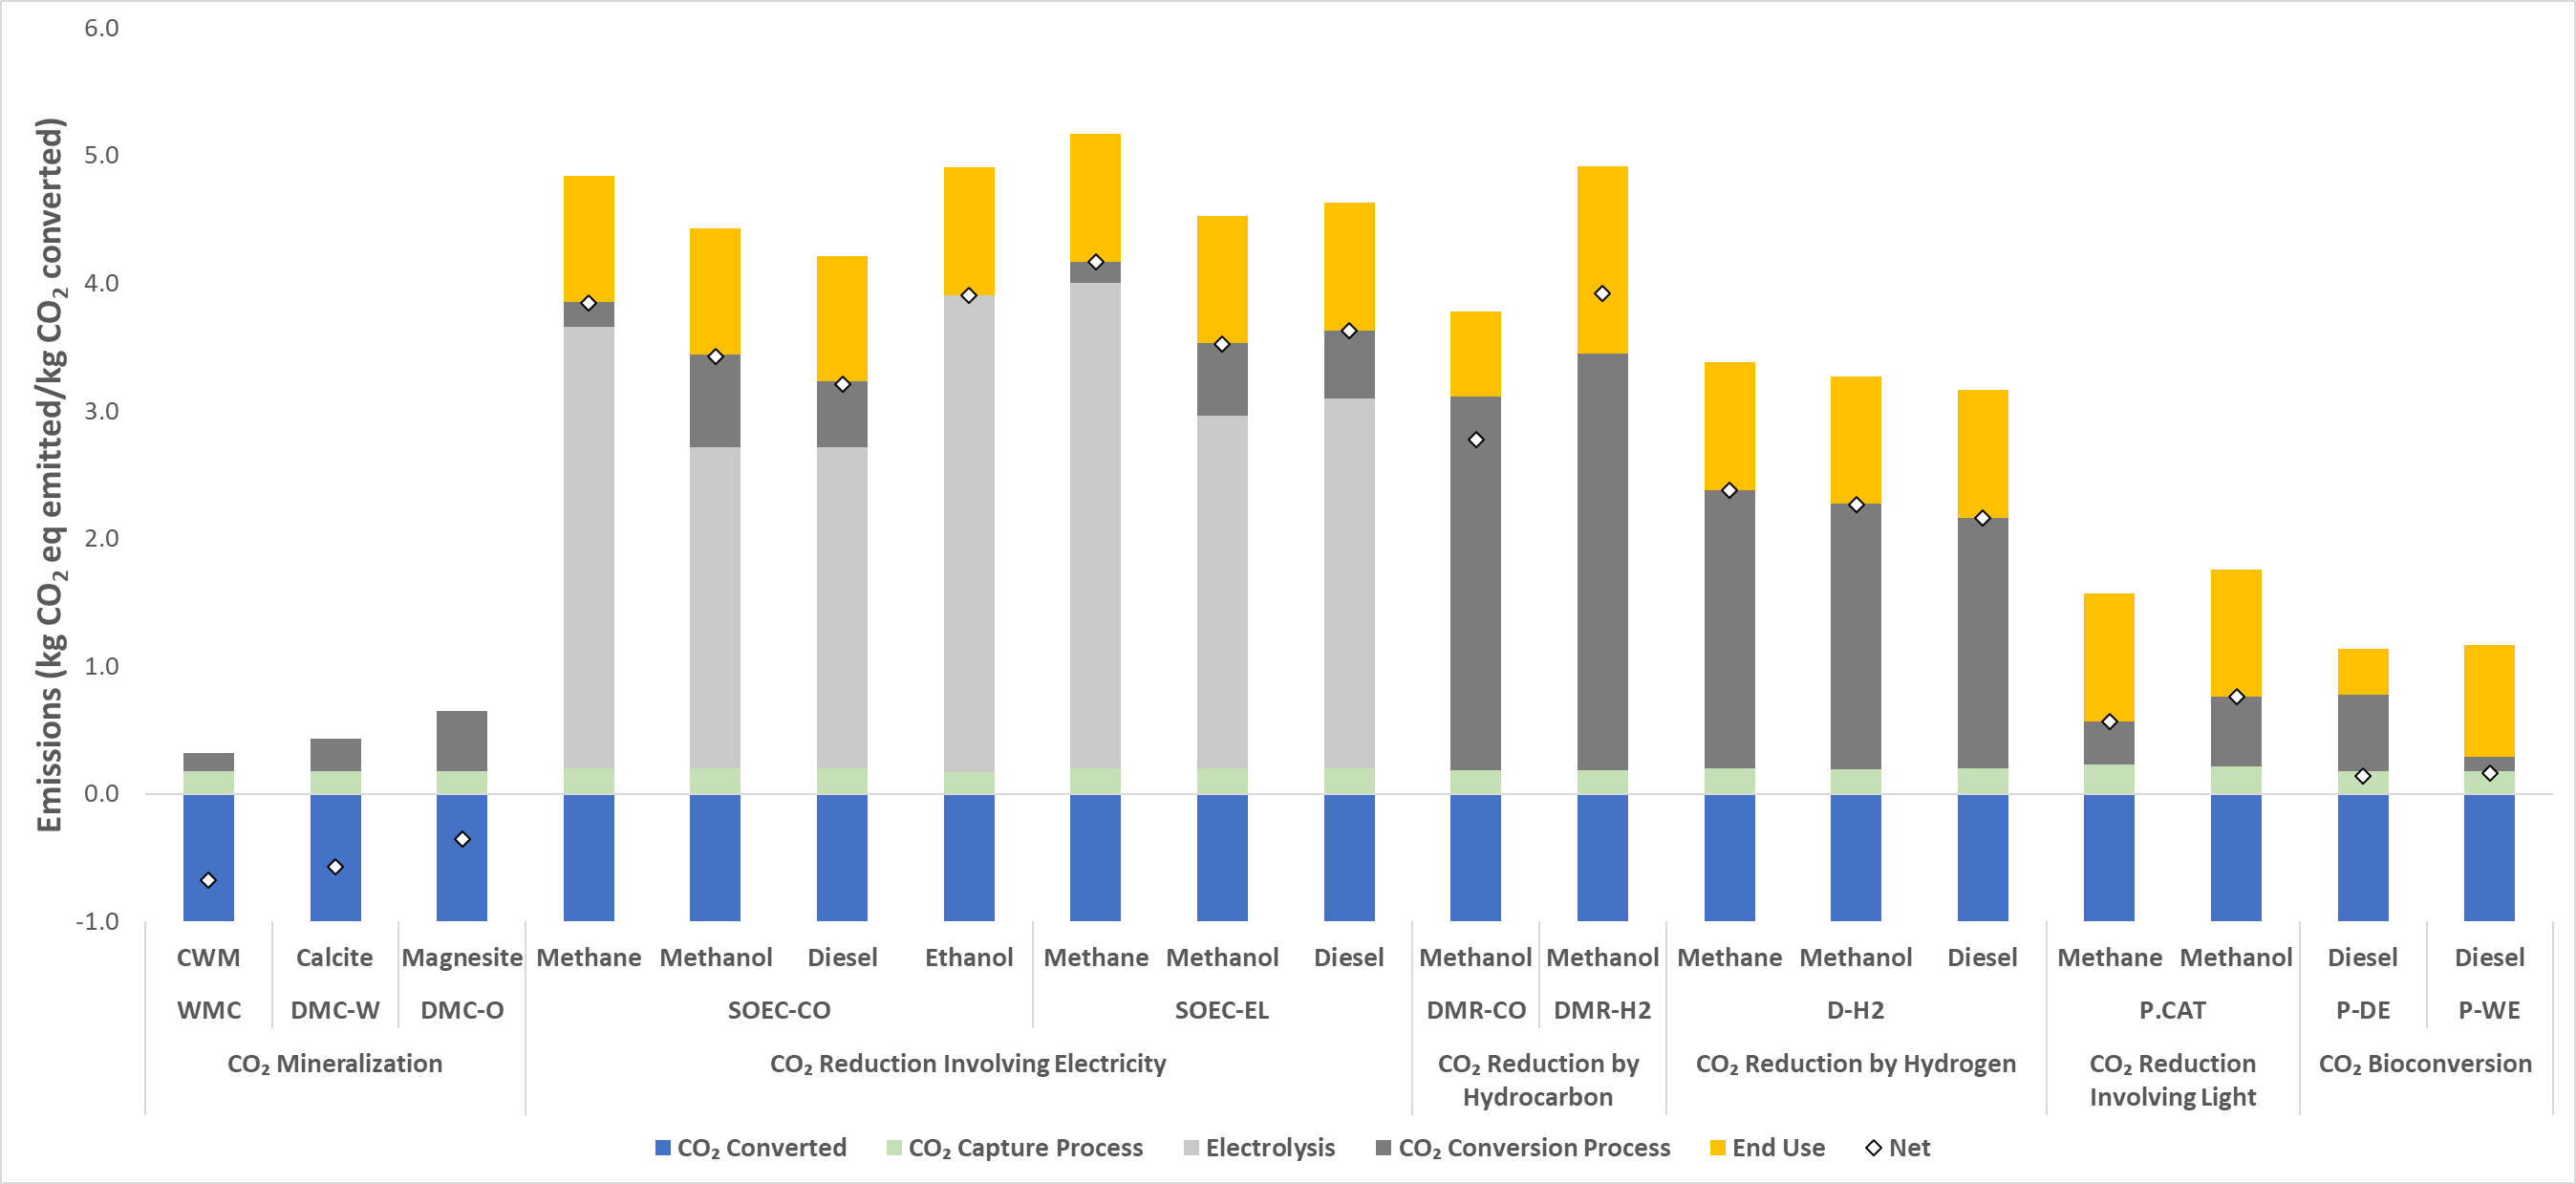 6.0
5.0
4.0
3.0
2.0
1.0
0.0
-1.0
Emissions (kg CO₂ eq emitted/kg CO₂ converted)
CWM Calcite Magnesite Methane Methanol Diesel Ethanol Methane Methanol Diesel Methanol Methanol Methane Methanol Diesel Methane Methanol Diesel Diesel
WMC DMC-W DMC-O SOEC-CO SOEC-EL DMR-CO DMR-H2 D-H2 P.CAT P-DE P-WE
CO₂ Mineralization
CO₂ Reduction Involving Electricity
CO₂ Reduction by
Hydrocarbon
CO₂ Reduction by Hydrogen
CO₂ Reduction
Involving Light
CO₂ Bioconversion
CO₂ Converted CO₂ Capture Process Electrolysis CO₂ Conversion Process End Use Net